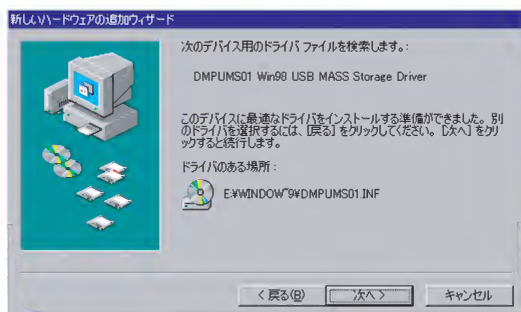 新しいハードウェアの追加ウィザード
次のデバイス用のドライバ ファイルを検索します。:
DMPUMS01 Win98 USB MASS Storage Driver
このデバイスに最適なドライバをインストールする準備ができました。別
のドライバを選択するには、[戻る] をクリックしてください。[次へ] をクリ
ックすると続行します。
ドライバのある場所 :
E:¥WINDOW~9¥DMPUMS01.INF
< 戻る(B)
次へ >
キャンセル